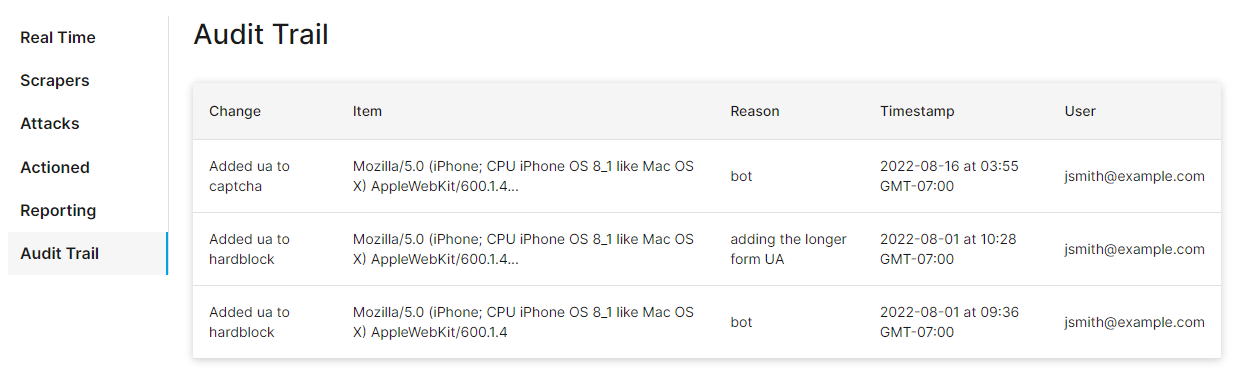 Real Time
Scrapers
Attacks
Actioned
Reporting
Audit Trail
Audit Trail
Change Item Reason Timestamp User
Added ua to
captcha
Mozilla/5.0 (iPhone; CPU iPhone OS 8_1 like Mac OS
X) AppleWebKit/600.1.4...
bot
2022-08-16 at 03:55
GMT-07:00
jsmith@example.com
Added ua to
hardblock
Mozilla/5.0 (iPhone; CPU iPhone OS 8_1 like Mac OS
X) AppleWebKit/600.1.4...
adding the longer
form UA
2022-08-01 at 10:28
GMT-07:00
jsmith@example.com
Added ua to
hardblock
Mozilla/5.0 (iPhone; CPU iPhone OS 8_1 like Mac OS
X) AppleWebKit/600.1.4
bot
2022-08-01 at 09:36
GMT-07:00
jsmith@example.com